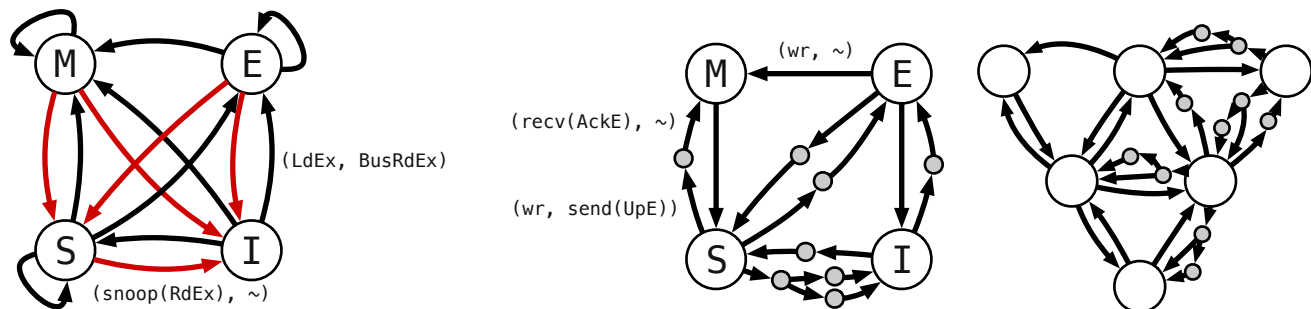 M E
(LdEx, BusRdEx)
S I
(snoop(RdEx), ~)
(wr, ~)
M E
(recv(AckE), ~)
(wr, send(UpE))
S I